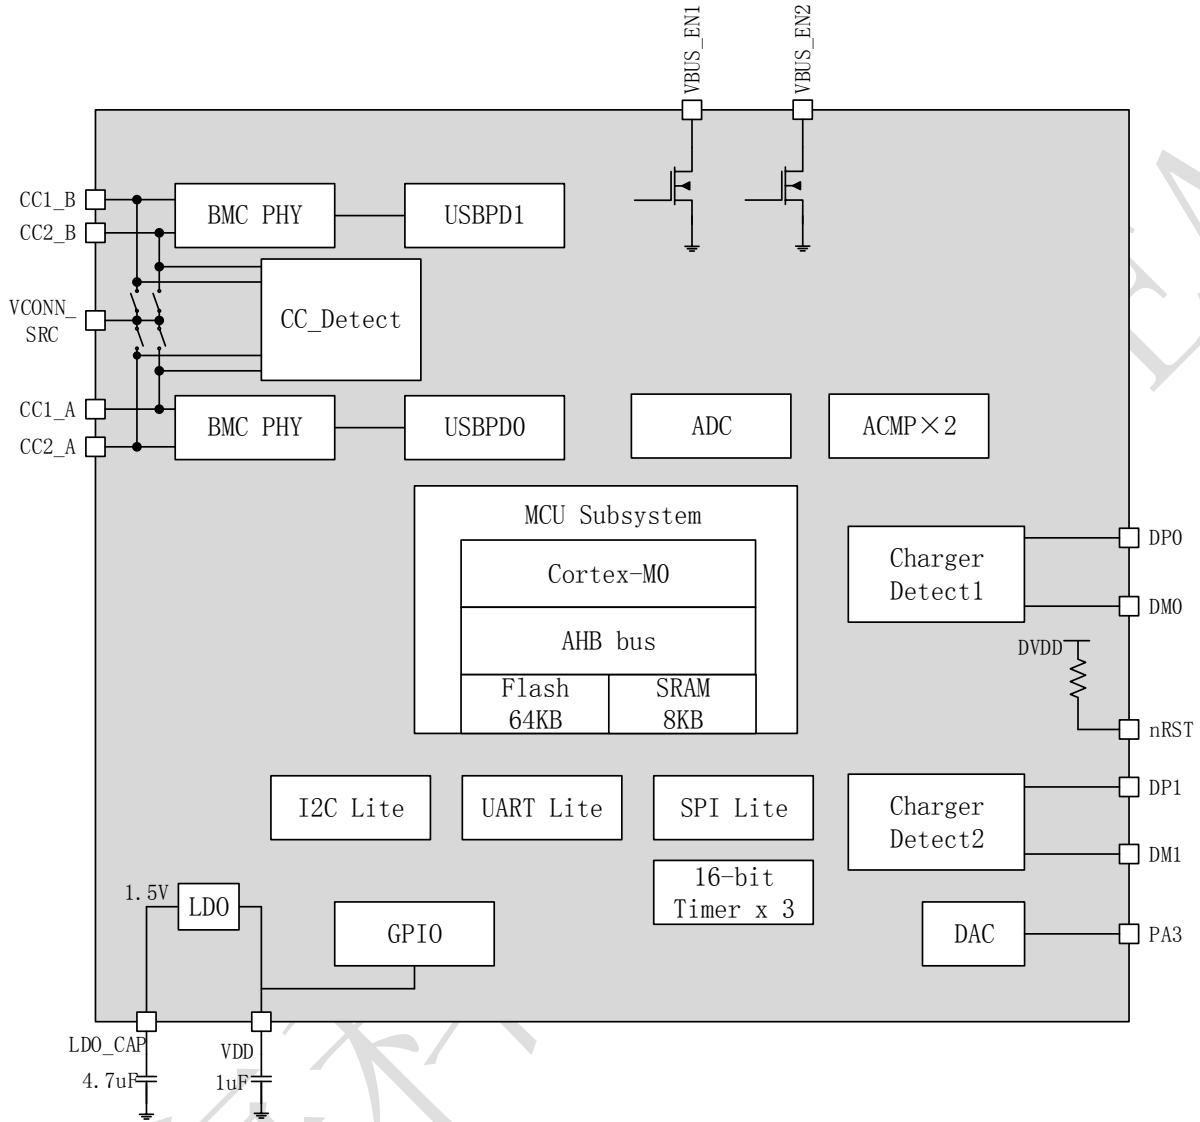 VBUS_EN1
VBUS_EN2
CC1_B
CC2_B
BMC PHY
USBPD1
VCONN_
SRC
CC_Detect
CC1_A
CC2_A
BMC PHY
USBPD0
ADC
ACMP×2
MCU Subsystem
Cortex-M0
AHB bus
Flash
64KB
SRAM
8KB
Charger
Detect1
DP0
DM0
DVDD
nRST
I2C Lite
UART Lite
SPI Lite
Charger
Detect2
DP1
DM1
16-bit
Timer x 3
1.5V
LDO
GPIO
DAC
PA3
LDO_CAP
VDD
4.7uF
1uF